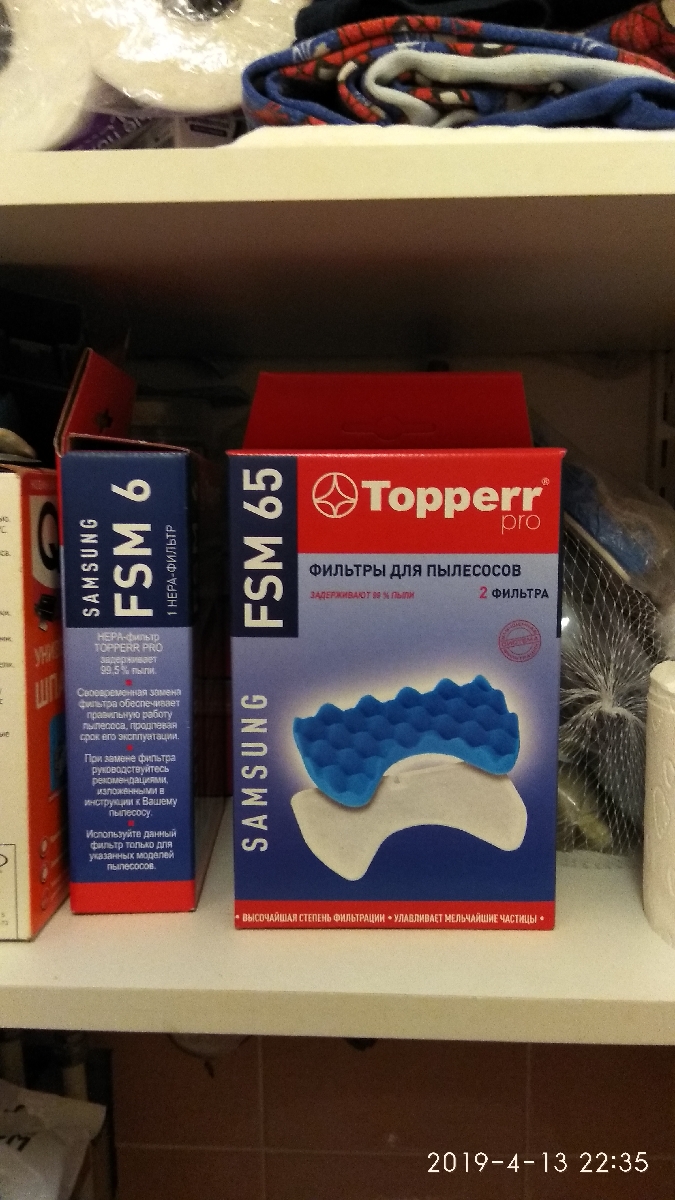 SAMSUNG
FSM 6
1 HEPA-ФИЛЬТР
HEPA-фильтр
TOPPERR PRO
задерживает
99,5% пыли.
Своевременная замена
фильтра обеспечивает
правильную работу
пылесоса, продлевая
срок его эксплуатации.
При замене фильтра
руководствуйтесь
рекомендациями,
изложенными в
инструкции к Вашему
пылесосу.
Используйте данный
фильтр только для
указанных моделей
пылесосов.
FSM 65
SAMSUNG
Topperr®
pro
ФИЛЬТРЫ ДЛЯ ПЫЛЕСОСОВ
ЗАДЕРЖИВАЮТ 99 % ПЫЛИ
2 ФИЛЬТРА
• ВЫСОЧАЙШАЯ СТЕПЕНЬ ФИЛЬТРАЦИИ • УЛАВЛИВАЕТ МЕЛЬЧАЙШИЕ ЧАСТИЦЫ •
2019-4-13 22:35